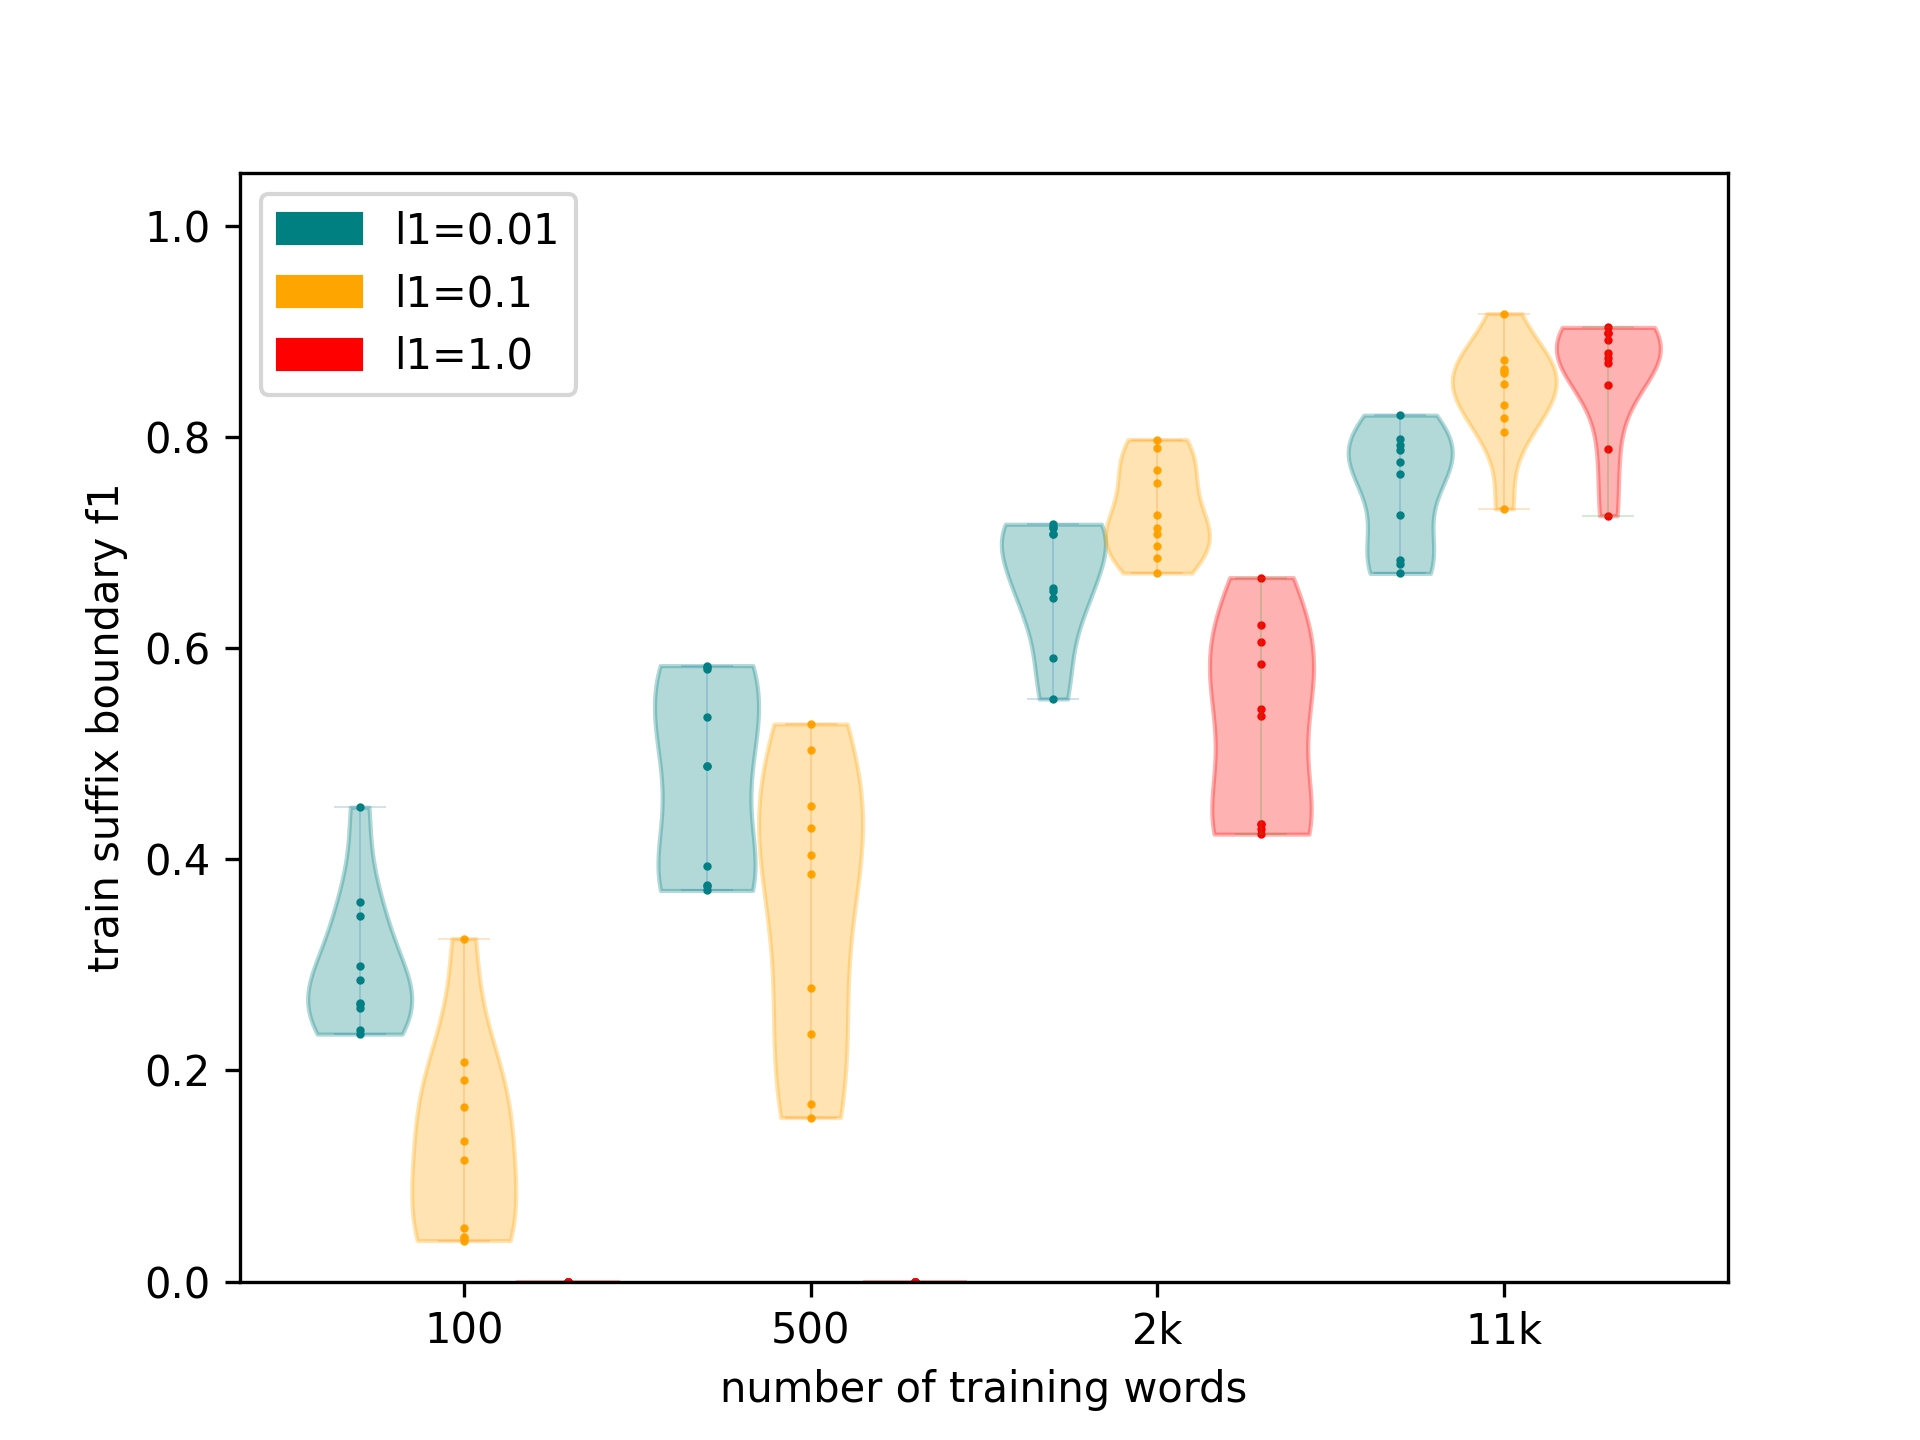 l1=0.01
l1=0.1
l1=1.0
1.0
0.8
0.6
0.4
0.2
0.0
train suffix boundary f1
100 500 2k 11k
number of training words